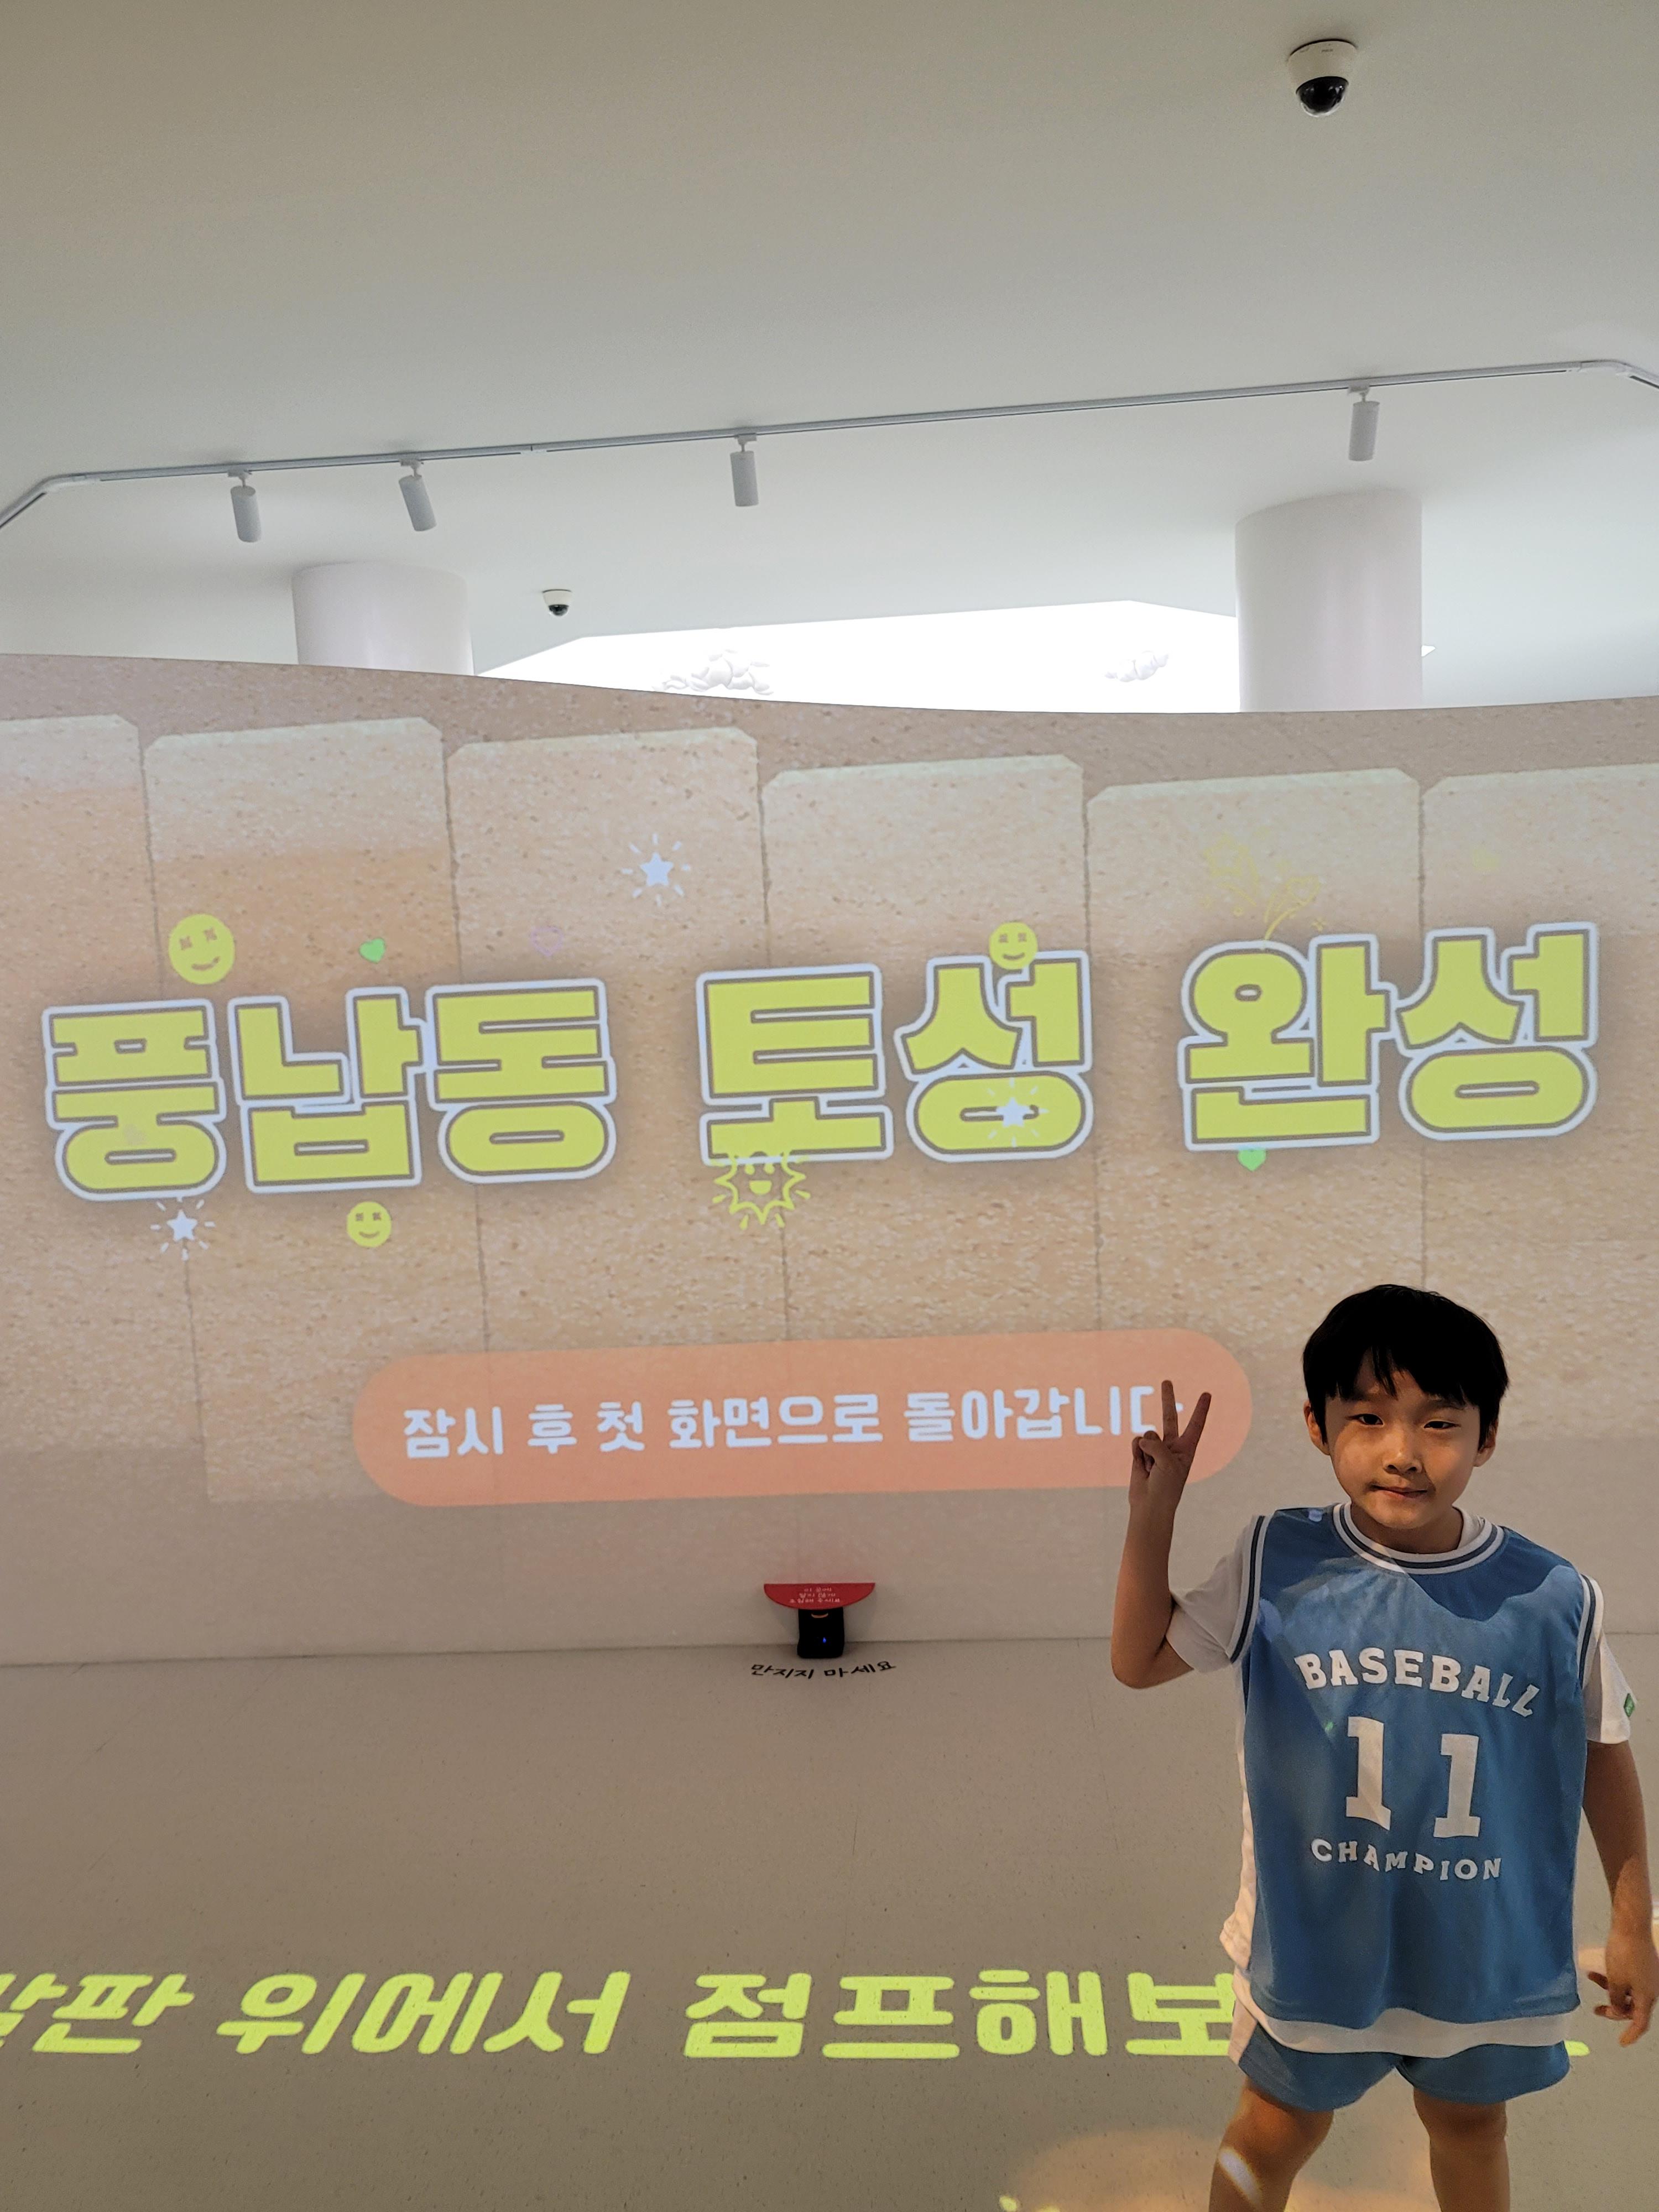 풍납동 토성 완성
잠시 후 첫 화면으로 돌아갑니다
만지지 마세요
BASEBALL
11
CHAMPION
위에서 점프해보